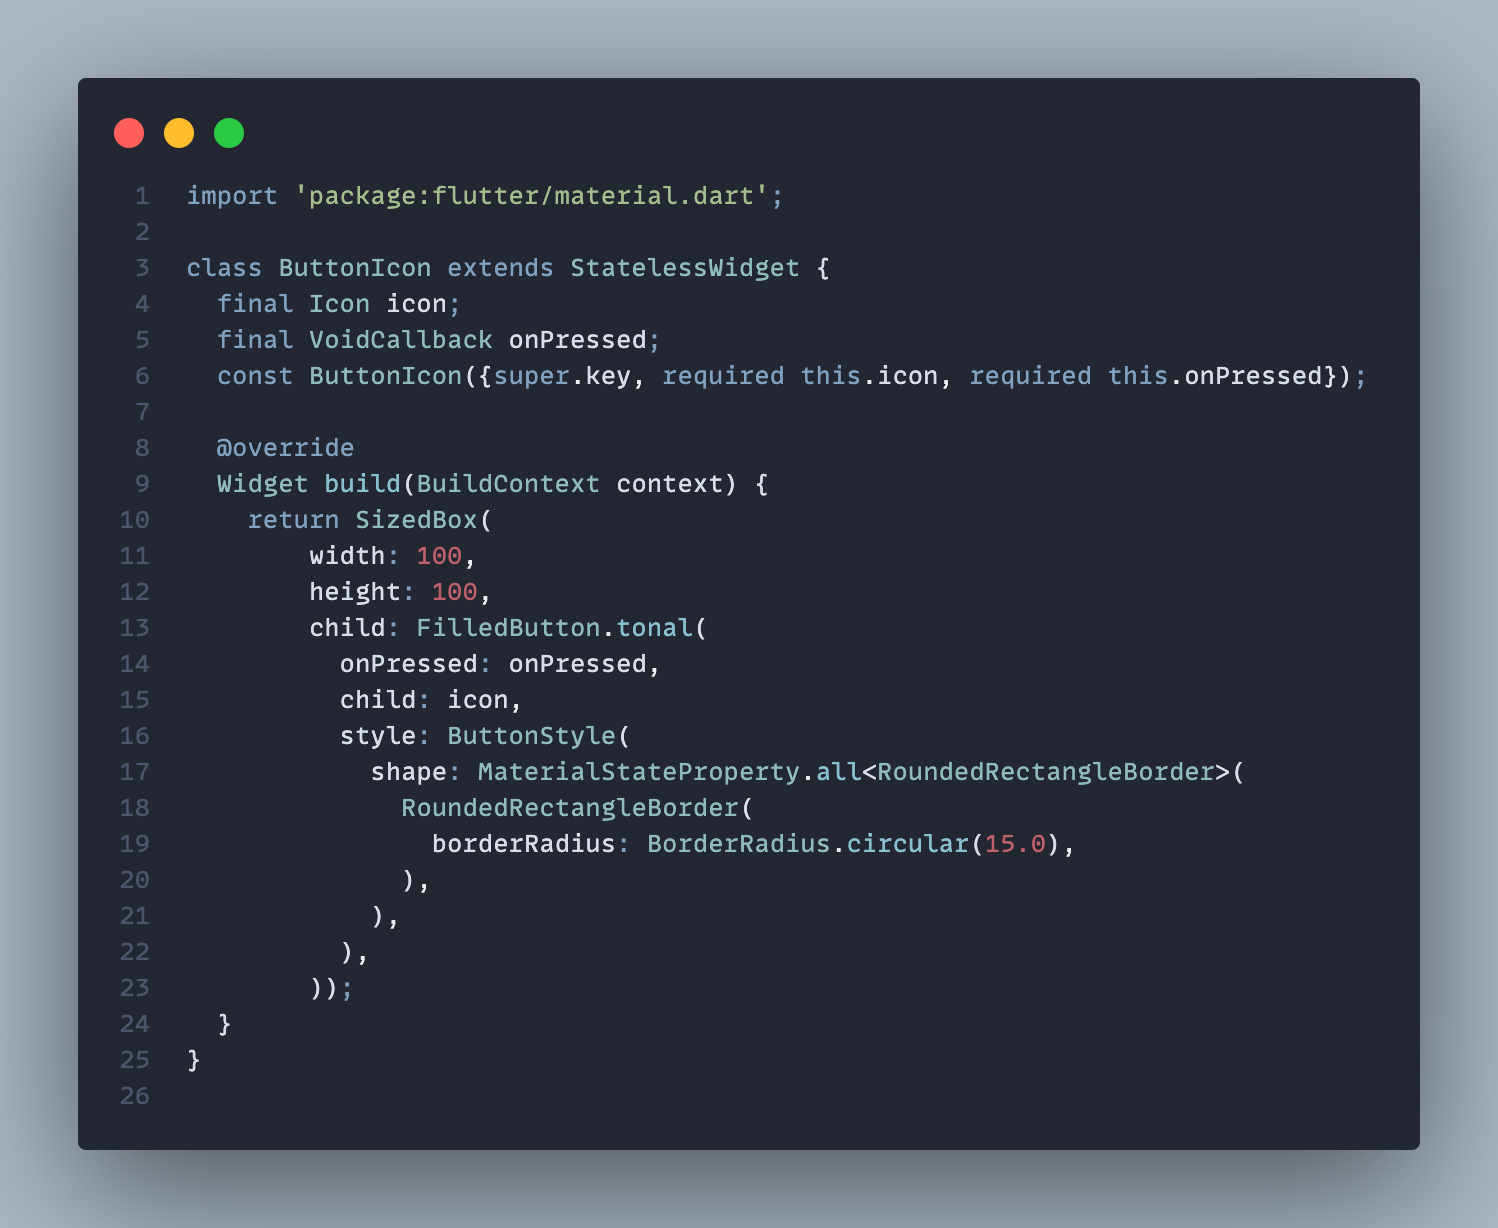 1 import 'package:flutter/material.dart';
2
3 class ButtonIcon extends StatelessWidget {
4   final Icon icon;
5   final VoidCallback onPressed;
6   const ButtonIcon({super.key, required this.icon, required this.onPressed});
7
8   @override
9   Widget build(BuildContext context) {
10     return SizedBox(
11         width: 100,
12         height: 100,
13         child: FilledButton.tonal(
14           onPressed: onPressed,
15           child: icon,
16           style: ButtonStyle(
17             shape: MaterialStateProperty.all<RoundedRectangleBorder>(
18               RoundedRectangleBorder(
19                 borderRadius: BorderRadius.circular(15.0),
20               ),
21             ),
22           ),
23         ));
24   }
25 }
26